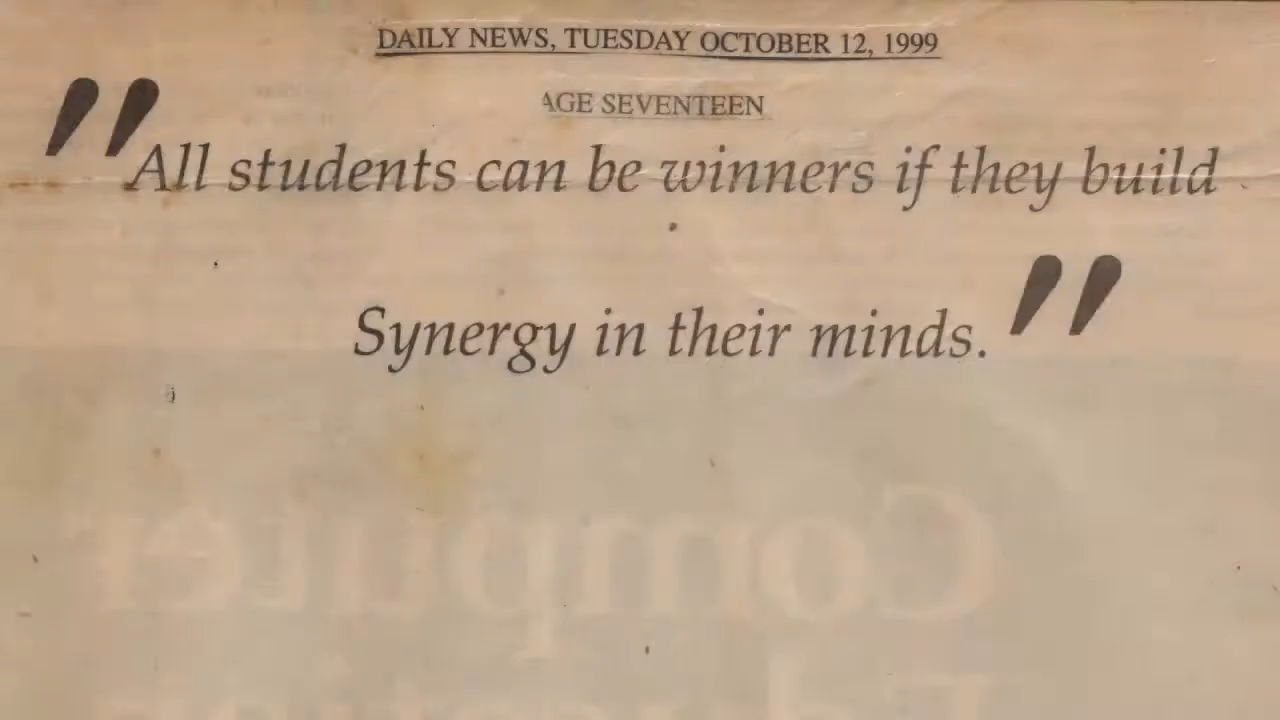 DAILY NEWS, TUESDAY OCTOBER 12, 1999
AGE SEVENTEEN
"All students can be winners if they build
Synergy in their minds."
Computer